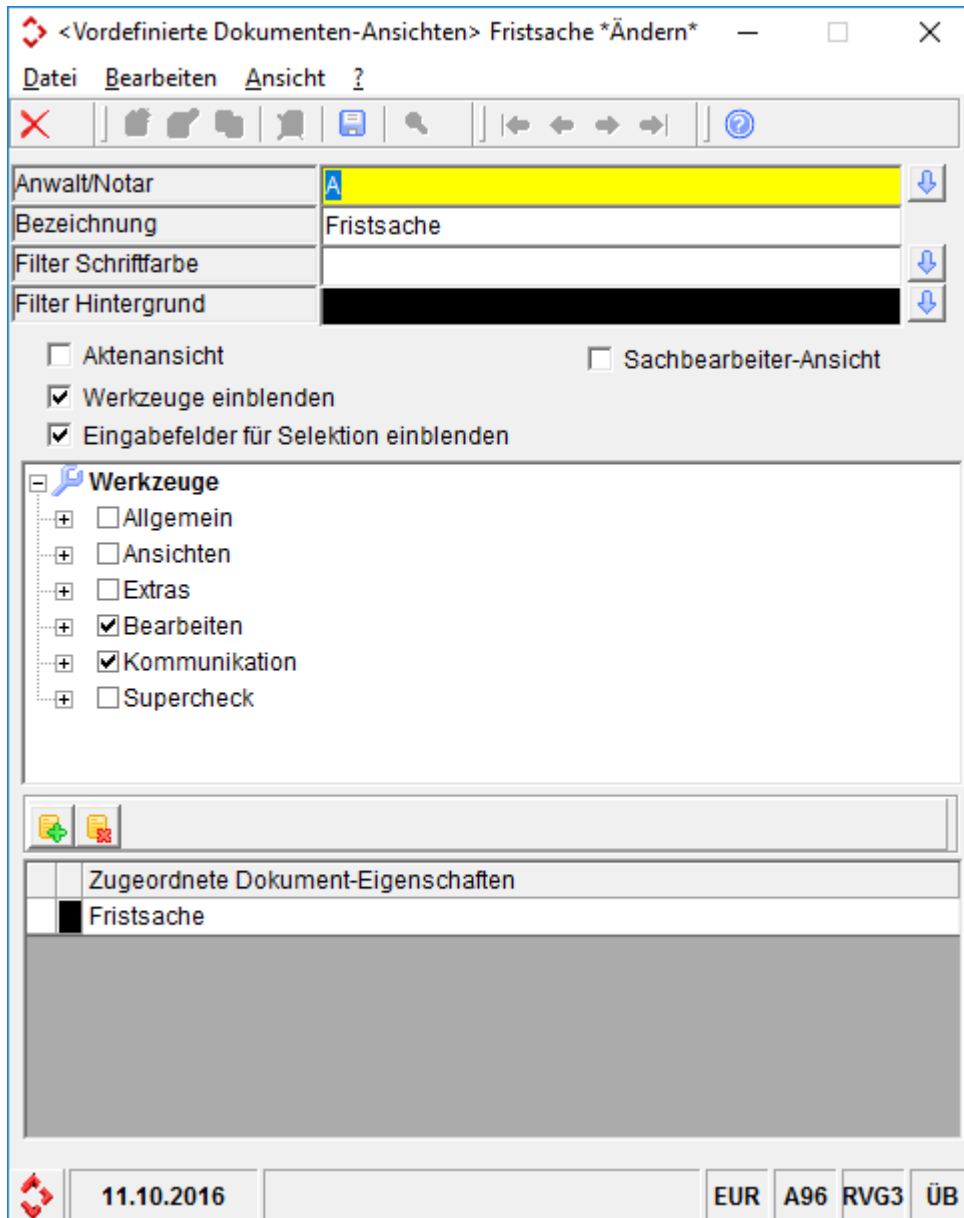 <Vordefinierte Dokumenten-Ansichten> Fristsache *Ändern*
Datei Bearbeiten Ansicht ?
Anwalt/Notar A
Bezeichnung Fristsache
Filter Schriftfarbe
Filter Hintergrund
Aktenansicht Sachbearbeiter-Ansicht
Werkzeuge einblenden
Eingabefelder für Selektion einblenden
Werkzeuge
Allgemein
Ansichten
Extras
Bearbeiten
Kommunikation
Supercheck
Zugeordnete Dokument-Eigenschaften
Fristsache
11.10.2016 EUR A96 RVG3 ÜB